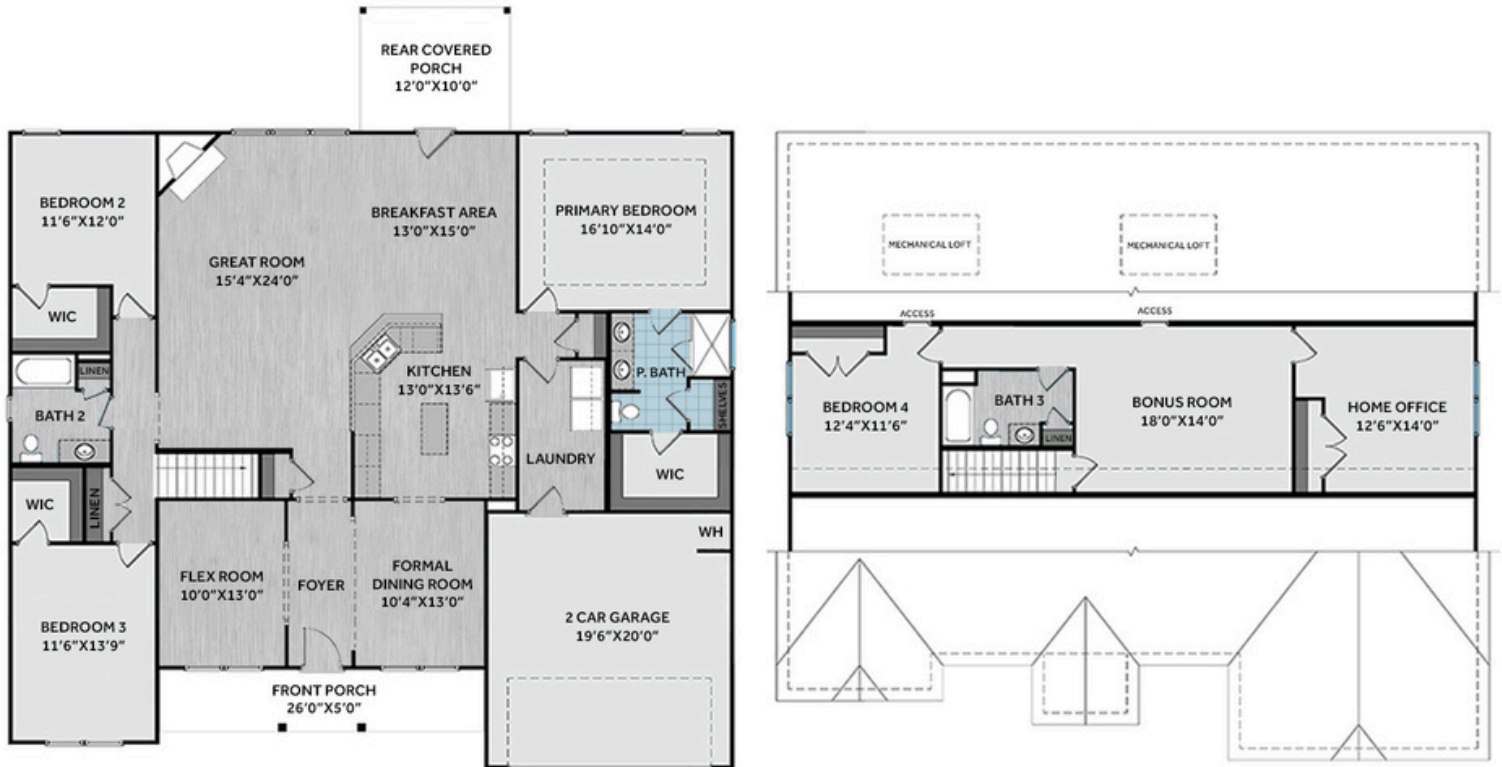 REAR COVERED
PORCH
12'0"X10'0"
BEDROOM 2
11'6"X12'0"
BREAKFAST AREA
13'0"X15'0"
PRIMARY BEDROOM
16'10"X14'0"
GREAT ROOM
15'4"X24'0"
WIC
LINEN
KITCHEN
13'0"X13'6"
P. BATH
SHELVES
BATH 2
LAUNDRY
WIC
WIC
LINEN
WH
FLEX ROOM
10'0"X13'0"
FOYER
FORMAL
DINING ROOM
10'4"X13'0"
BEDROOM 3
11'6"X13'9"
2 CAR GARAGE
19'6"X20'0"
FRONT PORCH
26'0"X5'0"
MECHANICAL LOFT
MECHANICAL LOFT
ACCESS
ACCESS
BEDROOM 4
12'4"X11'6"
BATH 3
LINEN
BONUS ROOM
18'0"X14'0"
HOME OFFICE
12'6"X14'0"